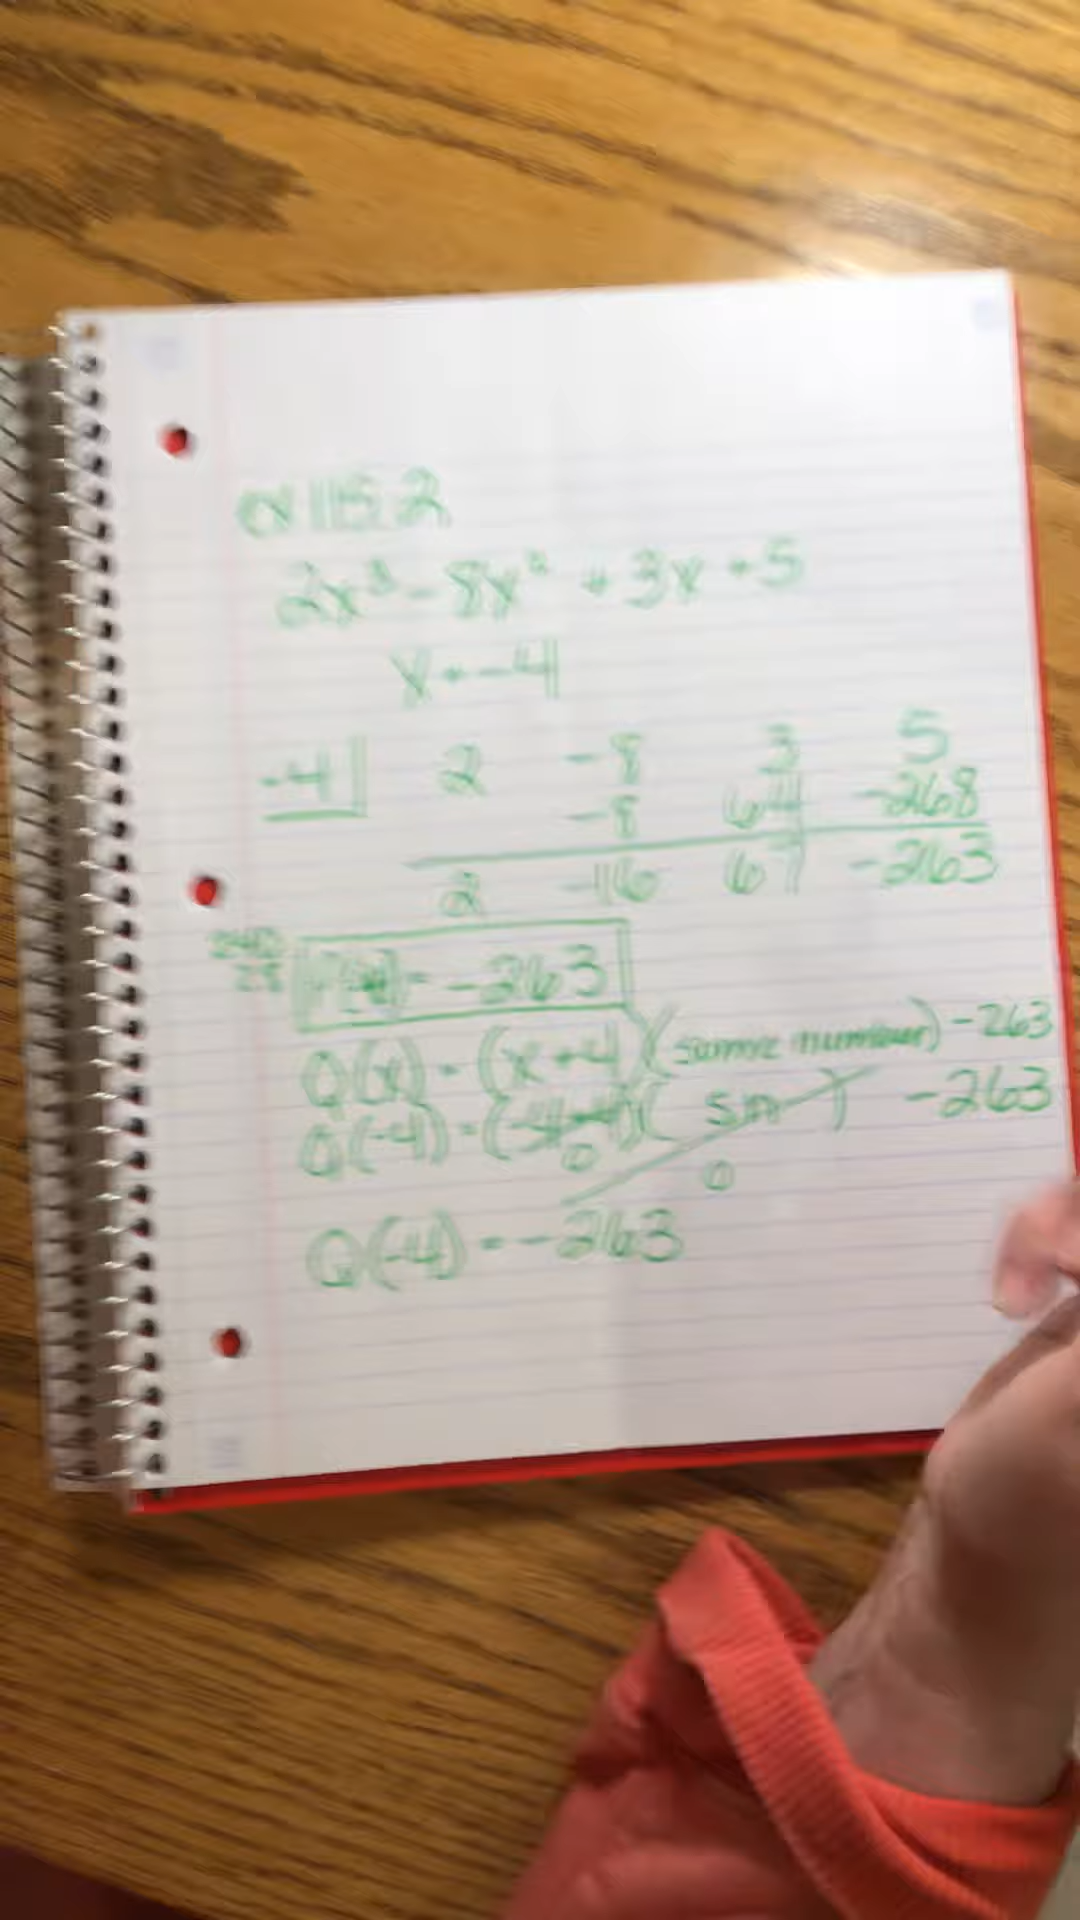 2x³ - 8x² + 3x + 5
x = -4
-4 2 -8 3 5
-8 64 -268
2 -16 67 -263
= -263
Q(x) = (x+4)(some number) -263
Q(-4) = (-4+4)( sn ) -263
0 0
Q(-4) = -263